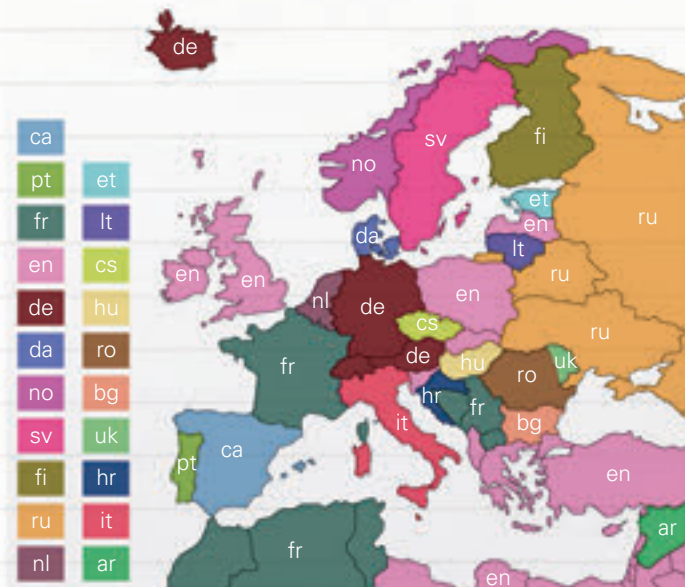 de
ca
pt
et
fr
lt
en
cs
de
hu
da
ro
no
bg
sv
uk
fi
hr
ru
it
nl
ar
no
sv
fi
ru
et
en
lt
da
ru
en
en
nl
de
en
cs
ru
de
hu
uk
fr
ro
hr
fr
it
bg
ca
pt
en
ar
fr
en